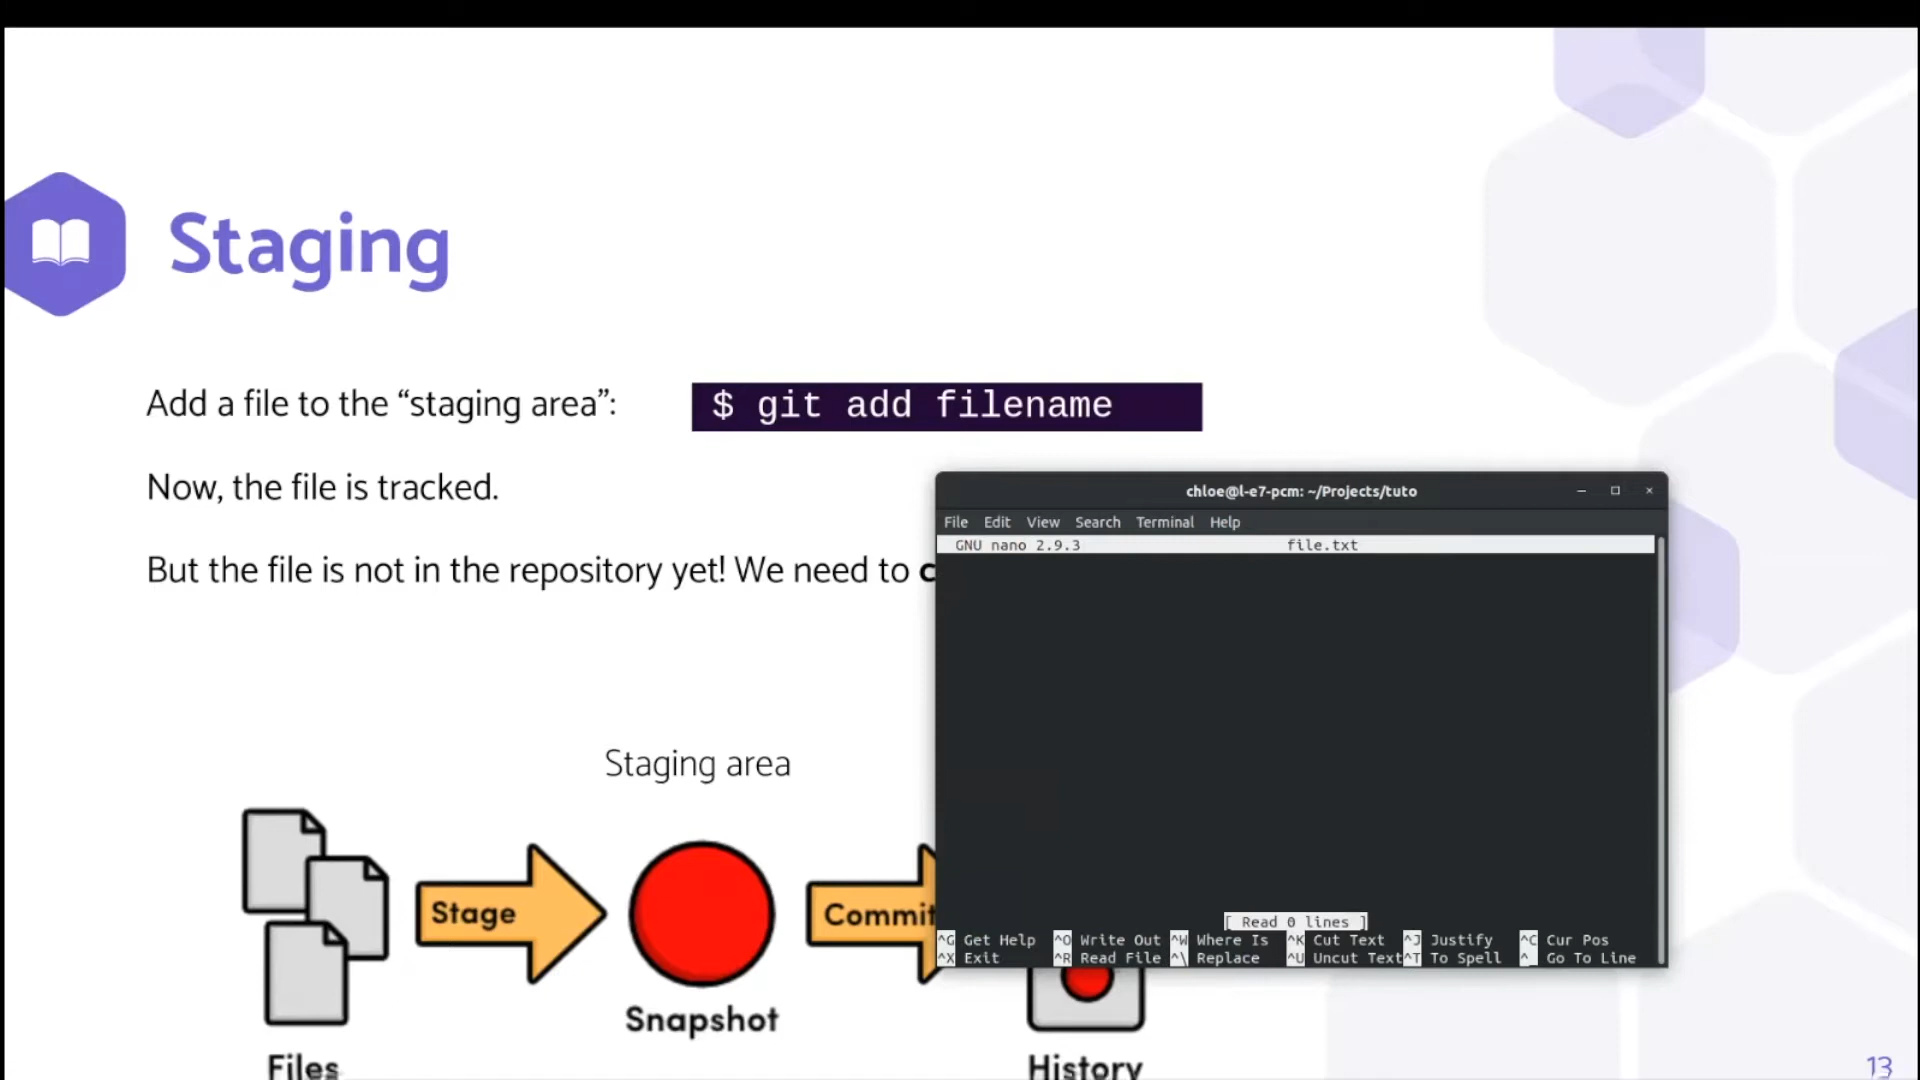 Staging
Add a file to the “staging area”:
$ git add filename
Now, the file is tracked.
But the file is not in the repository yet! We need to c
chloe@l-e7-pcm: ~/Projects/tuto
File Edit View Search Terminal Help
GNU nano 2.9.3 file.txt
[ Read 0 lines ]
^G Get Help ^O Write Out ^W Where Is ^K Cut Text ^J Justify ^C Cur Pos
^X Exit ^R Read File ^\ Replace ^U Uncut Text ^T To Spell ^_ Go To Line
Staging area
Stage
Commit
Snapshot
Files
History
13